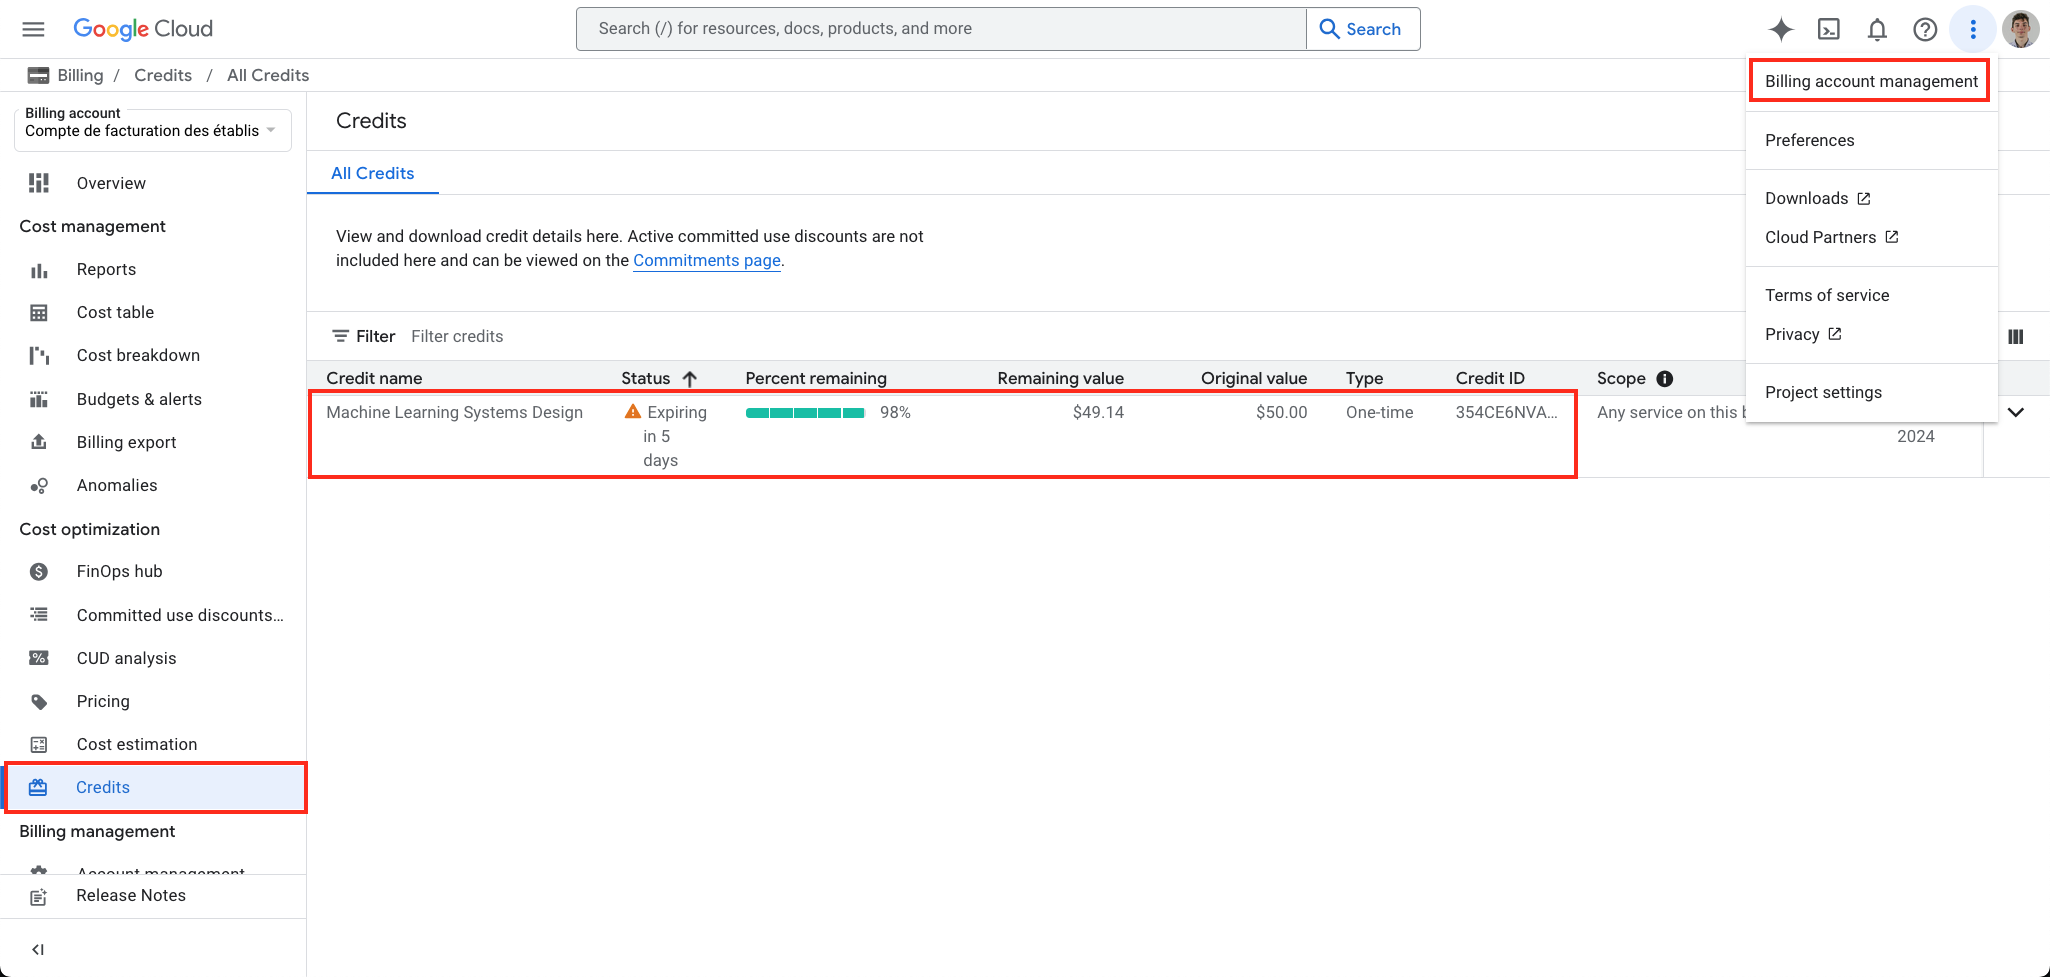 Google Cloud
Search (/) for resources, docs, products, and more
Search
Billing / Credits / All Credits
Billing account management
Preferences
Downloads
Cloud Partners
Terms of service
Privacy
Project settings
Billing account
Compte de facturation des établis
Overview
Cost management
Reports
Cost table
Cost breakdown
Budgets & alerts
Billing export
Anomalies
Cost optimization
FinOps hub
Committed use discounts...
CUD analysis
Pricing
Cost estimation
Credits
Billing management
Account management
Release Notes
Credits
All Credits
View and download credit details here. Active committed use discounts are not
included here and can be viewed on the Commitments page.
Filter Filter credits
Credit name Status Percent remaining Remaining value Original value Type Credit ID Scope
Machine Learning Systems Design Expiring 98% $49.14 $50.00 One-time 354CE6NVA... Any service on this
in 5 2024
days